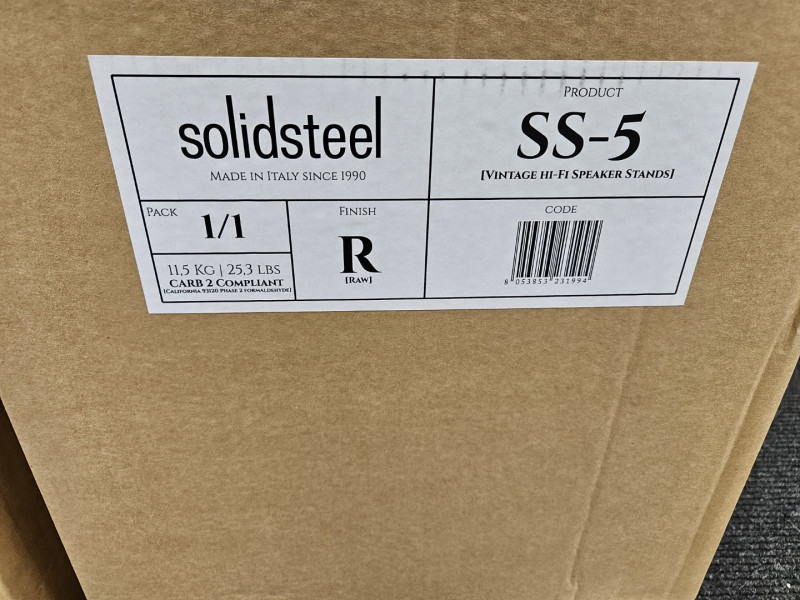 solidsteel
Made in Italy since 1990
Product
SS-5
[Vintage hi-fi Speaker Stands]
Pack
1/1
11,5 Kg | 25,3 lbs
CARB 2 Compliant
[California 93120 Phase 2 formaldehyde]
Finish
R
[Raw]
code
8 053853 231994